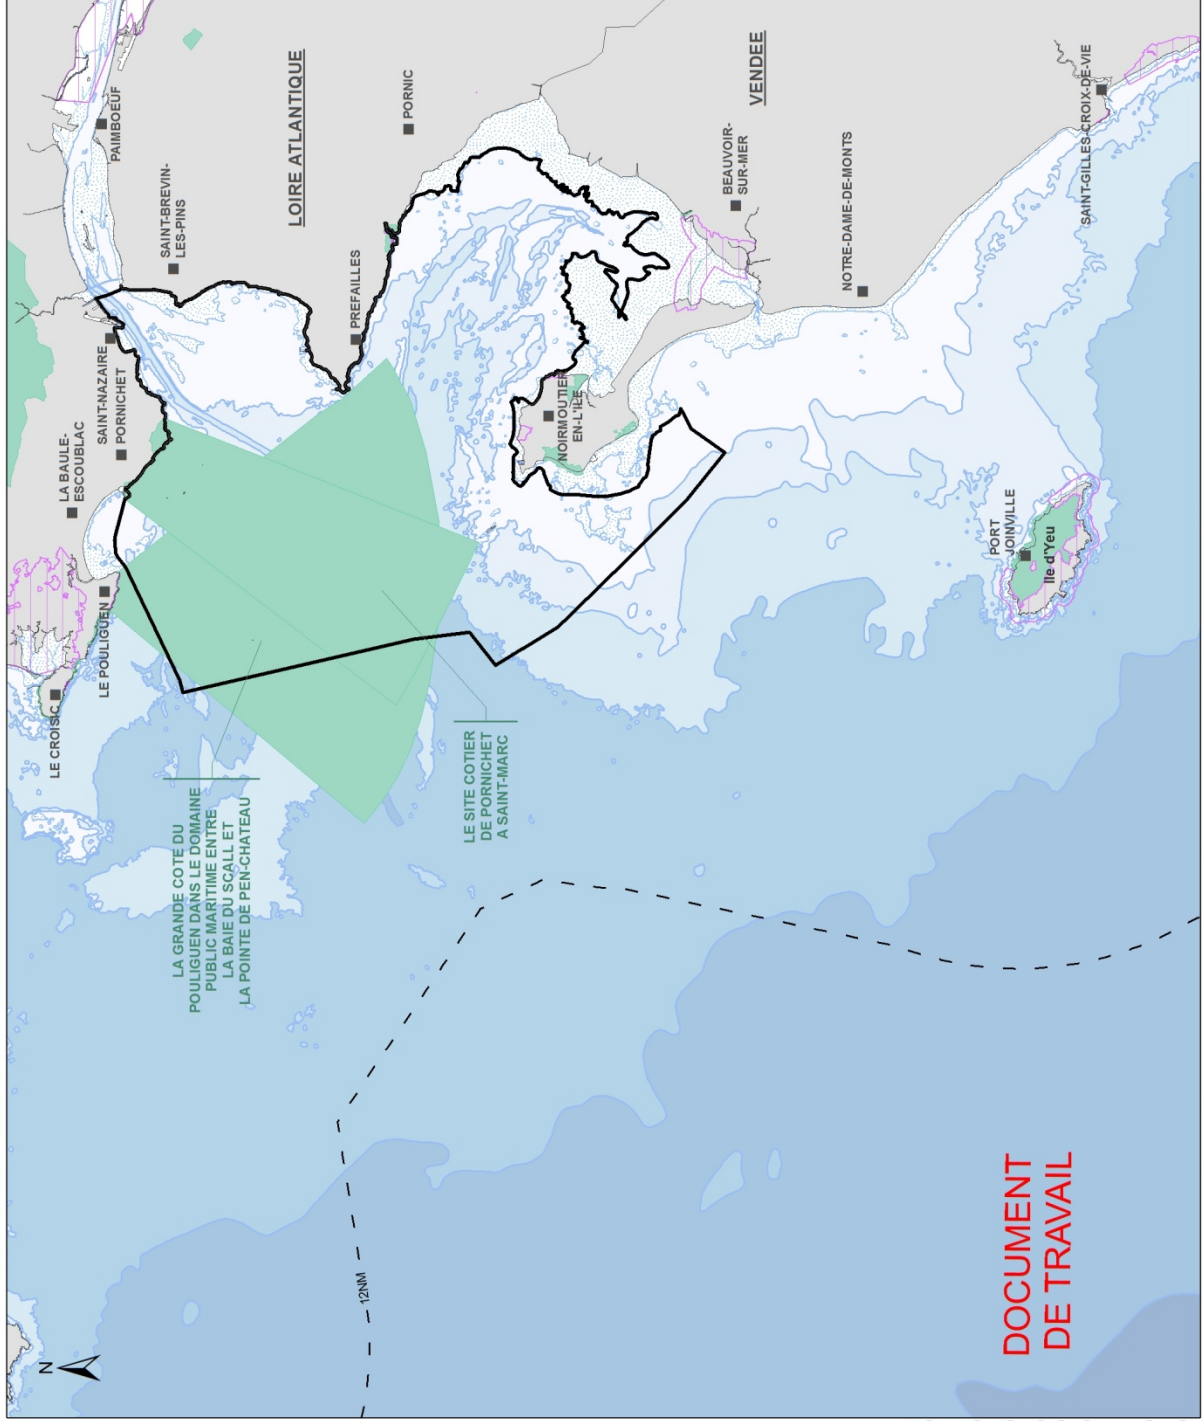 LE CROISIC
LE POULIGUEN
LA BAULE-
ESCOUBLAC
SAINT-NAZAIRE
PORNICHET
PAIMBOEUF
SAINT-BREVIN-
LES-PINS
LOIRE ATLANTIQUE
PREFAILLES
PORNIC
LA GRANDE COTE DU
POULIGUEN DANS LE DOMAINE
PUBLIC MARITIME ENTRE
LA BAIE DU SCALL ET
LA POINTE DE PEN-CHATEAU
LE SITE COTIER
DE PORNICHET
A SAINT-MARC
NOIRMOUTIER
EN-L'ILE
BEAUVOIR-
SUR-MER
VENDEE
NOTRE-DAME-DE-MONTS
PORT
JOINVILLE
Ile d'Yeu
SAINT-GILLES-CROIX-DE-VIE
N
12NM
DOCUMENT
DE TRAVAIL